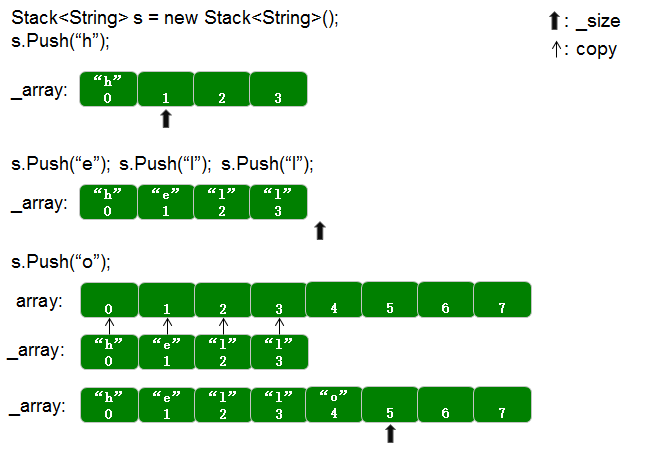 Stack<String> s = new Stack<String>();
⬆: _size
s.Push(“h”);
↑: copy
“h”
_array: 0 1 2 3
s.Push(“e”); s.Push(“l”); s.Push(“l”);
“h” “e” “l” “l”
_array: 0 1 2 3
s.Push(“o”);
array: 0 1 2 3 4 5 6 7
“h” “e” “l” “l”
_array: 0 1 2 3
“h” “e” “l” “l” “o”
_array: 0 1 2 3 4 5 6 7